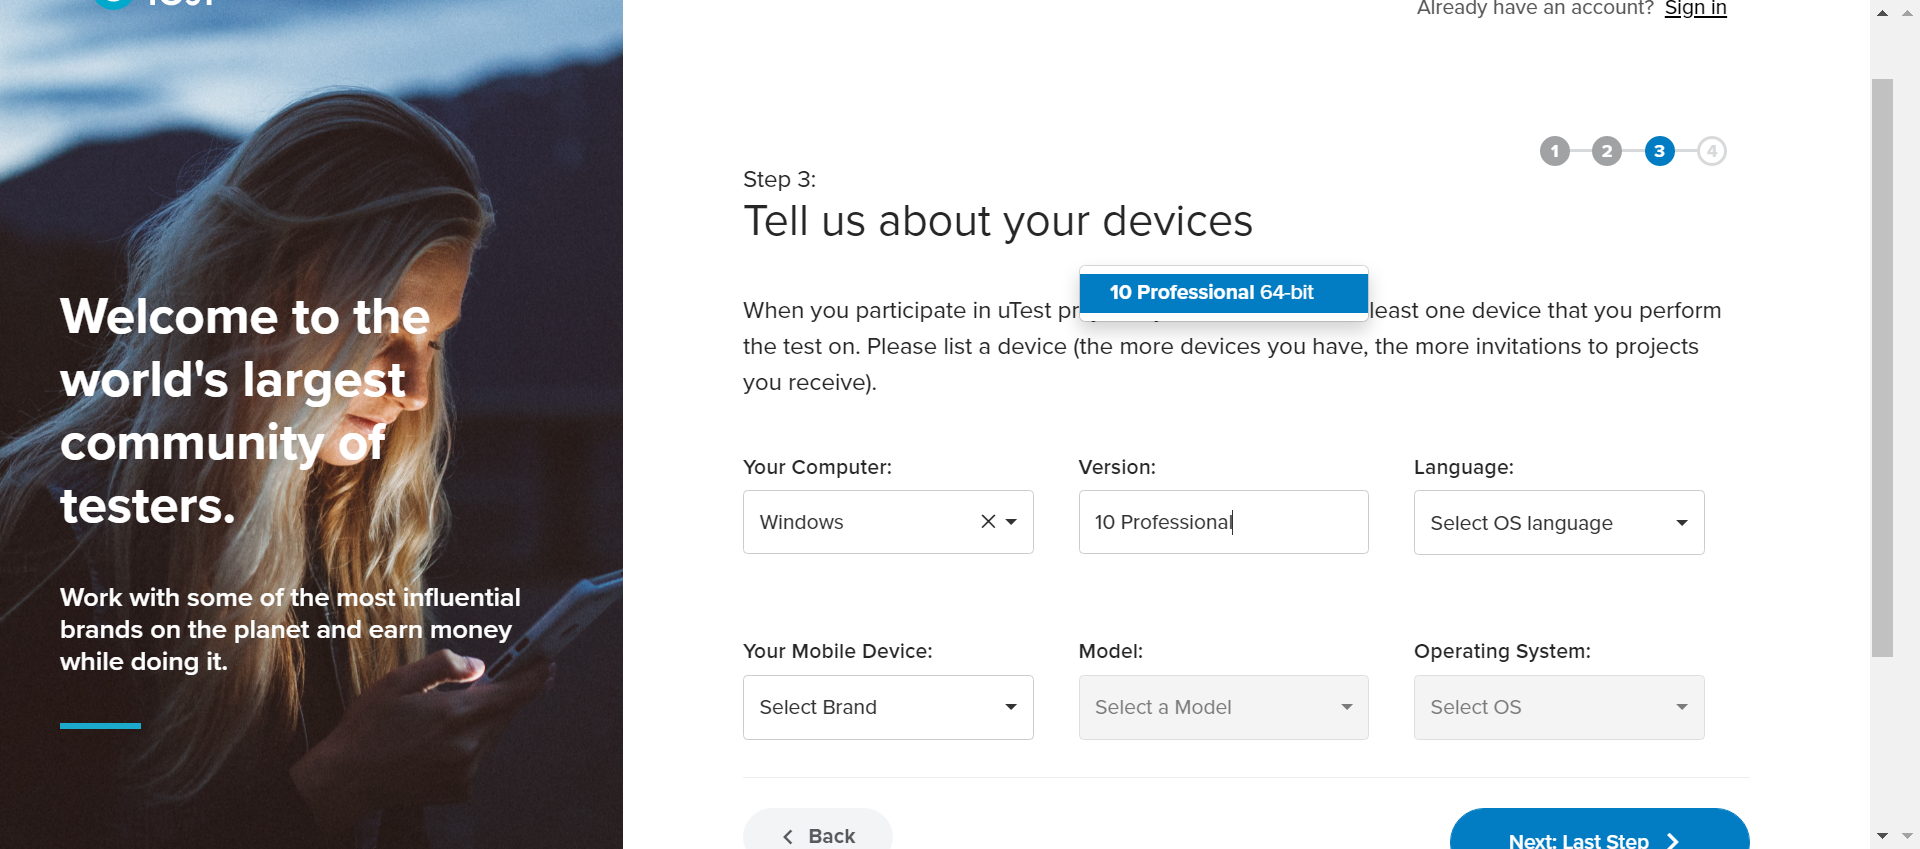 Already have an account? Sign in
1 2 3 4
Step 3:
Tell us about your devices
10 Professional 64-bit
When you participate in uTest least one device that you perform
the test on. Please list a device (the more devices you have, the more invitations to projects
you receive).
Your Computer: Version: Language:
Windows 10 Professional Select OS language
Your Mobile Device: Model: Operating System:
Select Brand Select a Model Select OS
Back Next: Last Step
Welcome to the
world's largest
community of
testers.
Work with some of the most influential
brands on the planet and earn money
while doing it.